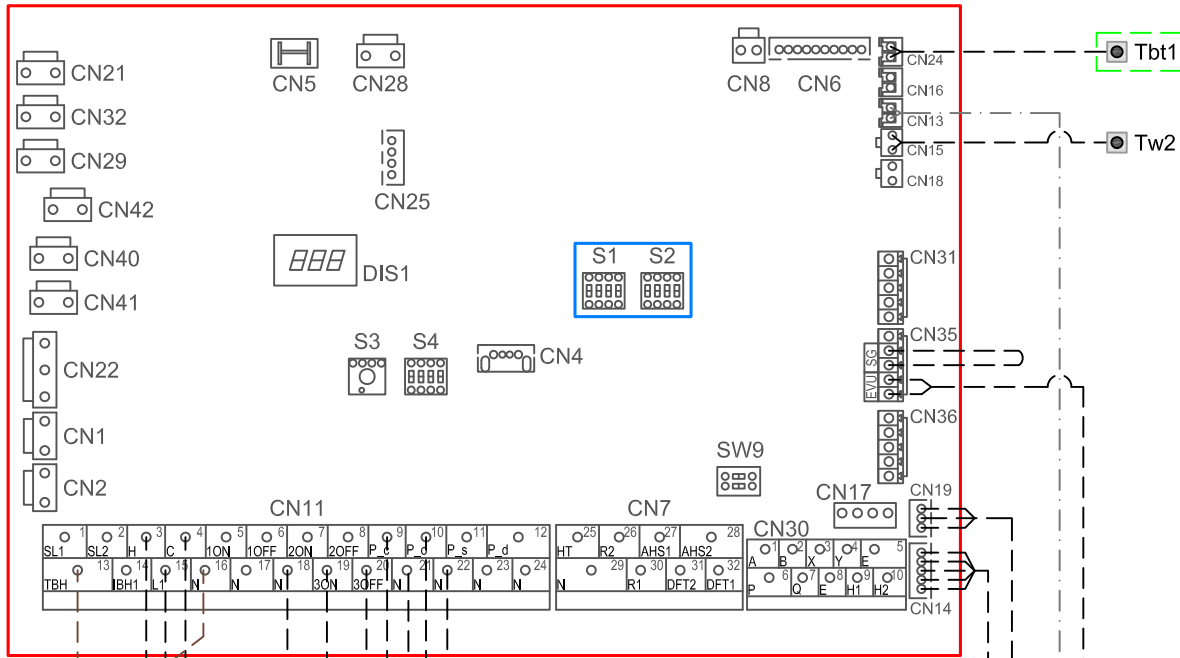 CN21
CN32
CN29
CN42
CN40
CN41
CN22
CN1
CN2
CN5
CN28
CN25
DIS1
S1 S2
S3 S4
CN4
CN8 CN6
CN24
CN16
CN13
CN15
CN18
Tbt1
Tw2
CN31
CN35
SG
EVU
CN36
SW9
CN17
CN19
CN14
CN11
1 2 3 4 5 6 7 8 9 10 11 12
SL1 SL2 H C 1ON 1OFF 2ON 2OFF P_c P_o P_s P_d
13 14 15 16 17 18 19 20 21 22 23 24
TBH IBH1 L1 N N N 3ON 3OFF N N N N
CN7
25 26 27 28
HT R2 AHS1 AHS2
29 30 31 32
N R1 DFT2 DFT1
CN30
1 2 3 4 5
A B X Y E
6 7 8 9 10
P Q E H1 H2